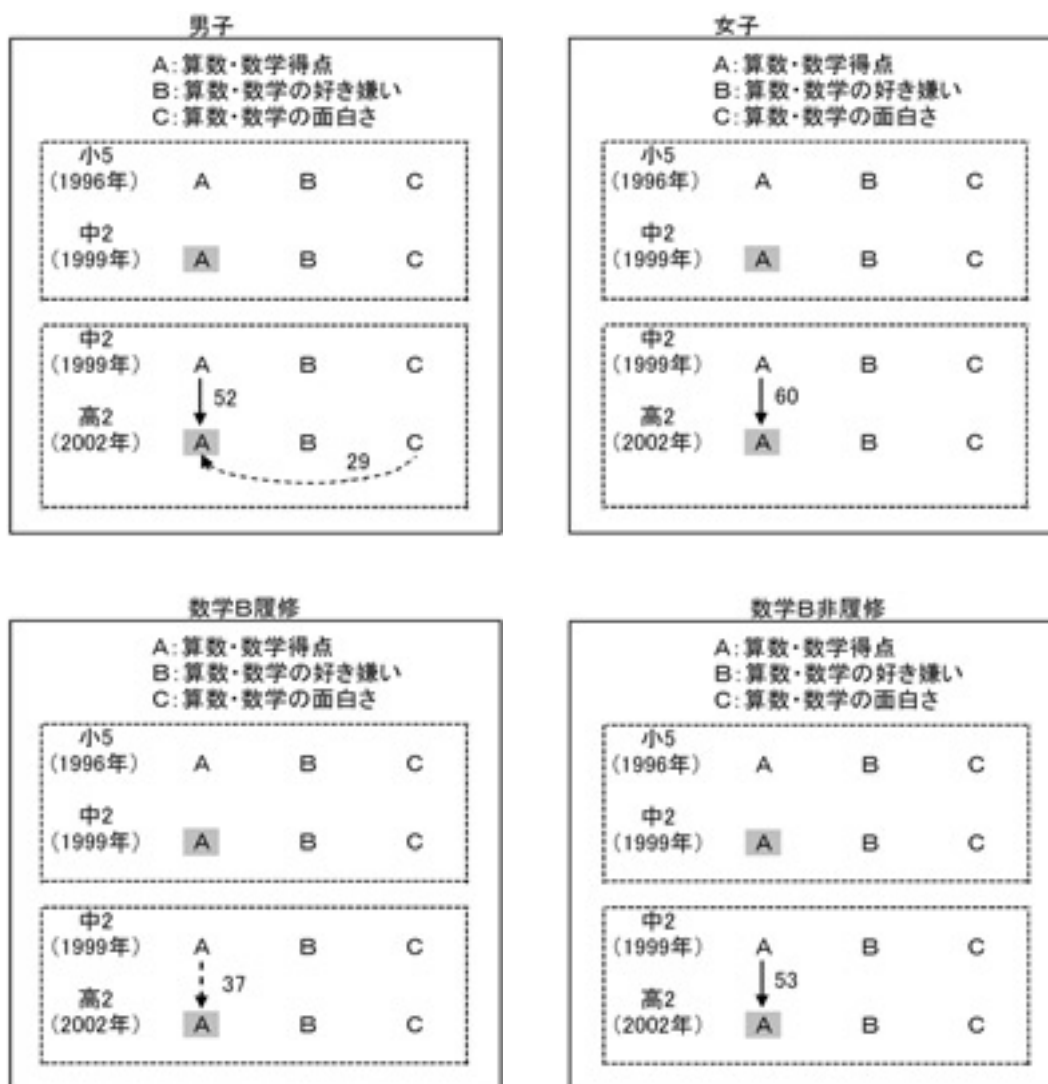 男子
A:算数・数学得点
B:算数・数学の好き嫌い
C:算数・数学の面白さ
小5
(1996年) A B C
中2
(1999年) A B C
中2
(1999年) A B C
52
高2
(2002年) A B C
29
女子
A:算数・数学得点
B:算数・数学の好き嫌い
C:算数・数学の面白さ
小5
(1996年) A B C
中2
(1999年) A B C
中2
(1999年) A B C
60
高2
(2002年) A B C
数学B履修
A:算数・数学得点
B:算数・数学の好き嫌い
C:算数・数学の面白さ
小5
(1996年) A B C
中2
(1999年) A B C
中2
(1999年) A B C
37
高2
(2002年) A B C
数学B非履修
A:算数・数学得点
B:算数・数学の好き嫌い
C:算数・数学の面白さ
小5
(1996年) A B C
中2
(1999年) A B C
中2
(1999年) A B C
53
高2
(2002年) A B C